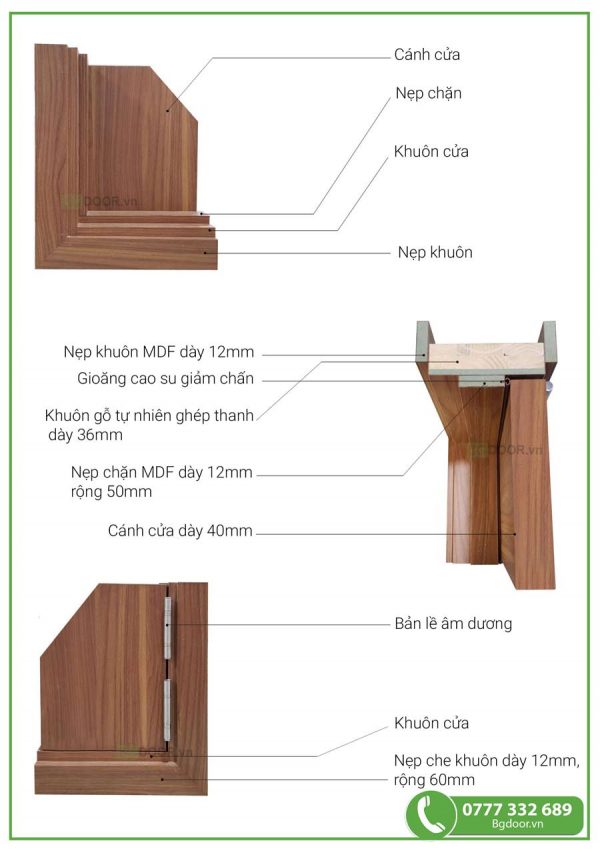 Cánh cửa
Nẹp chặn
Khuôn cửa
BGDOOR.vn
Nẹp khuôn
Nẹp khuôn MDF dày 12mm
Gioăng cao su giảm chấn
Khuôn gỗ tự nhiên ghép thanh
dày 36mm
BGDOOR.vn
Nẹp chặn MDF dày 12mm
rộng 50mm
Cánh cửa dày 40mm
Bản lề âm dương
Khuôn cửa
BGDOOR.vn
Nẹp che khuôn dày 12mm,
rộng 60mm
0777 332 689
Bgdoor.vn